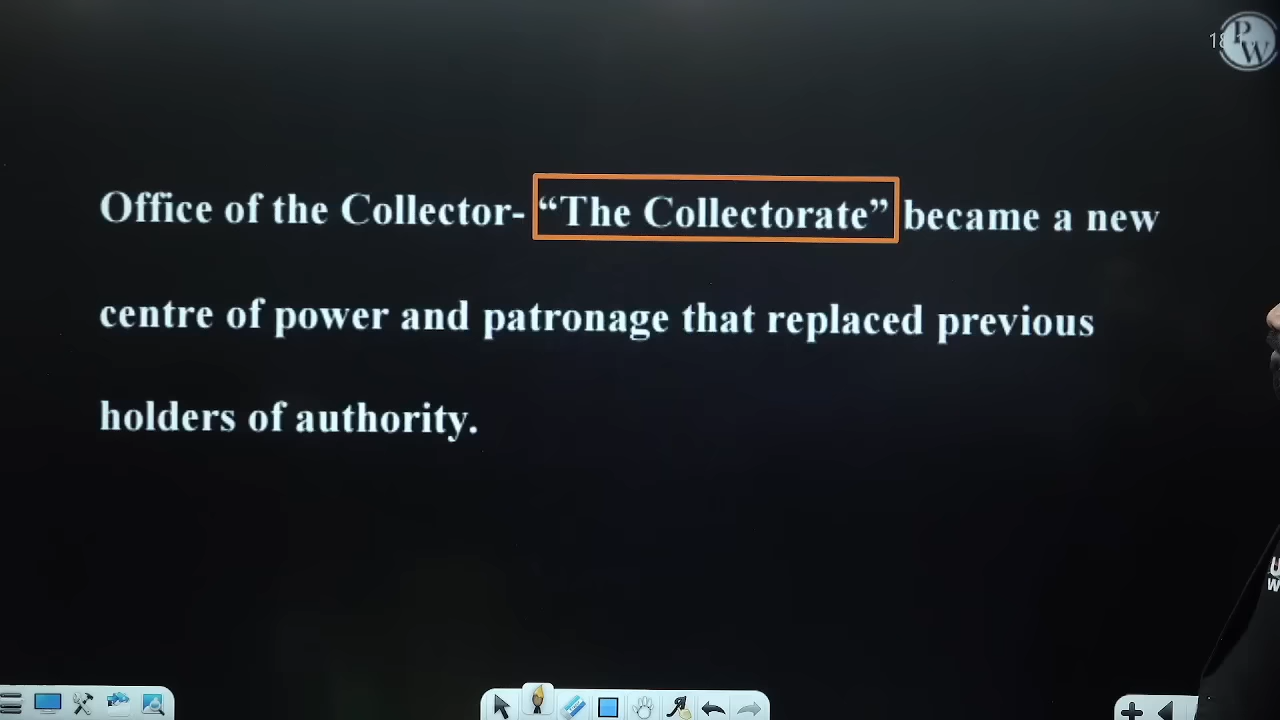 PW
Office of the Collector- “The Collectorate” became a new
centre of power and patronage that replaced previous
holders of authority.